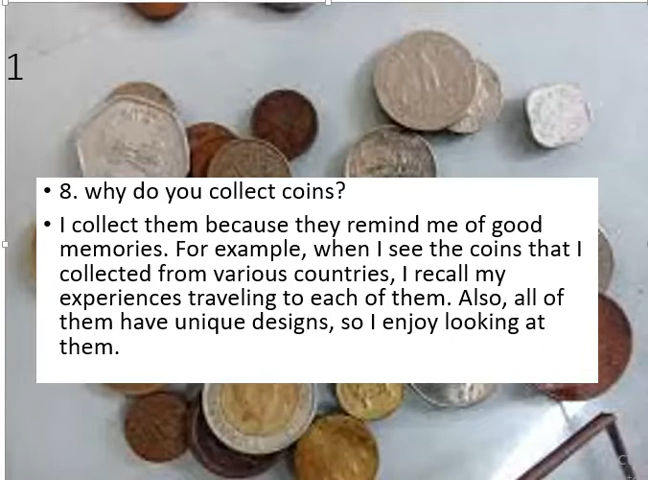 1
• 8. why do you collect coins?
• I collect them because they remind me of good
memories. For example, when I see the coins that I
collected from various countries, I recall my
experiences traveling to each of them. Also, all of
them have unique designs, so I enjoy looking at
them.